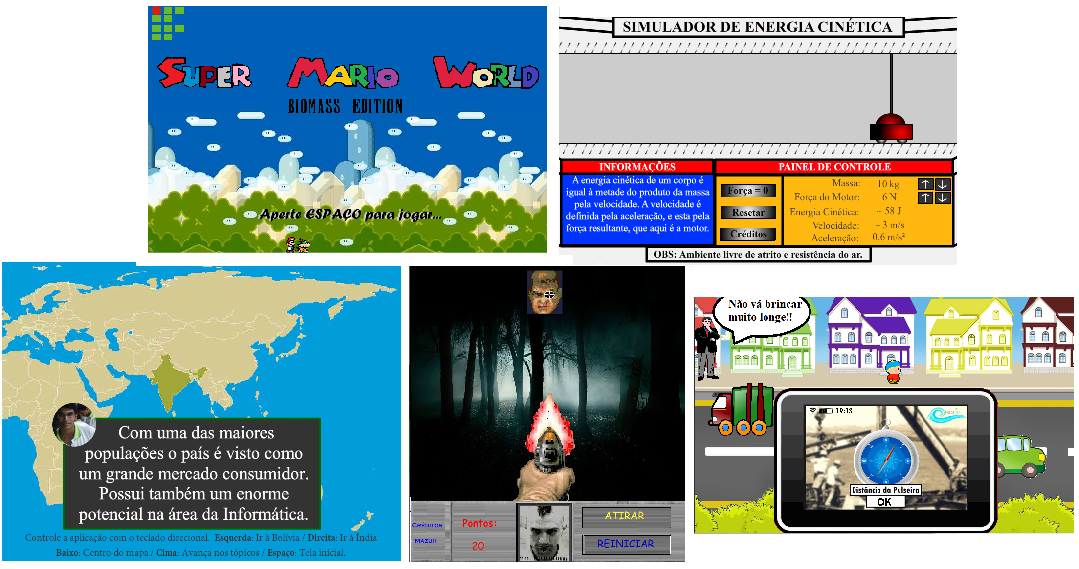 SUPER MARIO WORLD
BIOMASS EDITION
Aperte ESPAÇO para jogar...
SIMULADOR DE ENERGIA CINÉTICA
INFORMAÇÕES
A energia cinética de um corpo é
igual à metade do produto da massa
pela velocidade. A velocidade é
definida pela aceleração, e esta pela
força resultante, que aqui é a motor.
PAINEL DE CONTROLE
Força = 0
Resetar
Créditos
Massa: 10 kg
Força do Motor: 6 N
Energia Cinética: ~ 58 J
Velocidade: ~ 3 m/s
Aceleração: 0.6 m/s²
OBS: Ambiente livre de atrito e resistência do ar.
Com uma das maiores
populações o país é visto como
um grande mercado consumidor.
Possui também um enorme
potencial na área da Informática.
Controle a aplicação com o teclado direcional. Esquerda: Ir à Bolívia / Direita: Ir à Índia
Baixo: Centro do mapa / Cima: Avança nos tópicos / Espaço: Tela inicial.
Créditos
Mazur
Pontos:
20
ATIRAR
REINICIAR
Não vá brincar
muito longe!!
19:18
Distância da Pulseira
OK